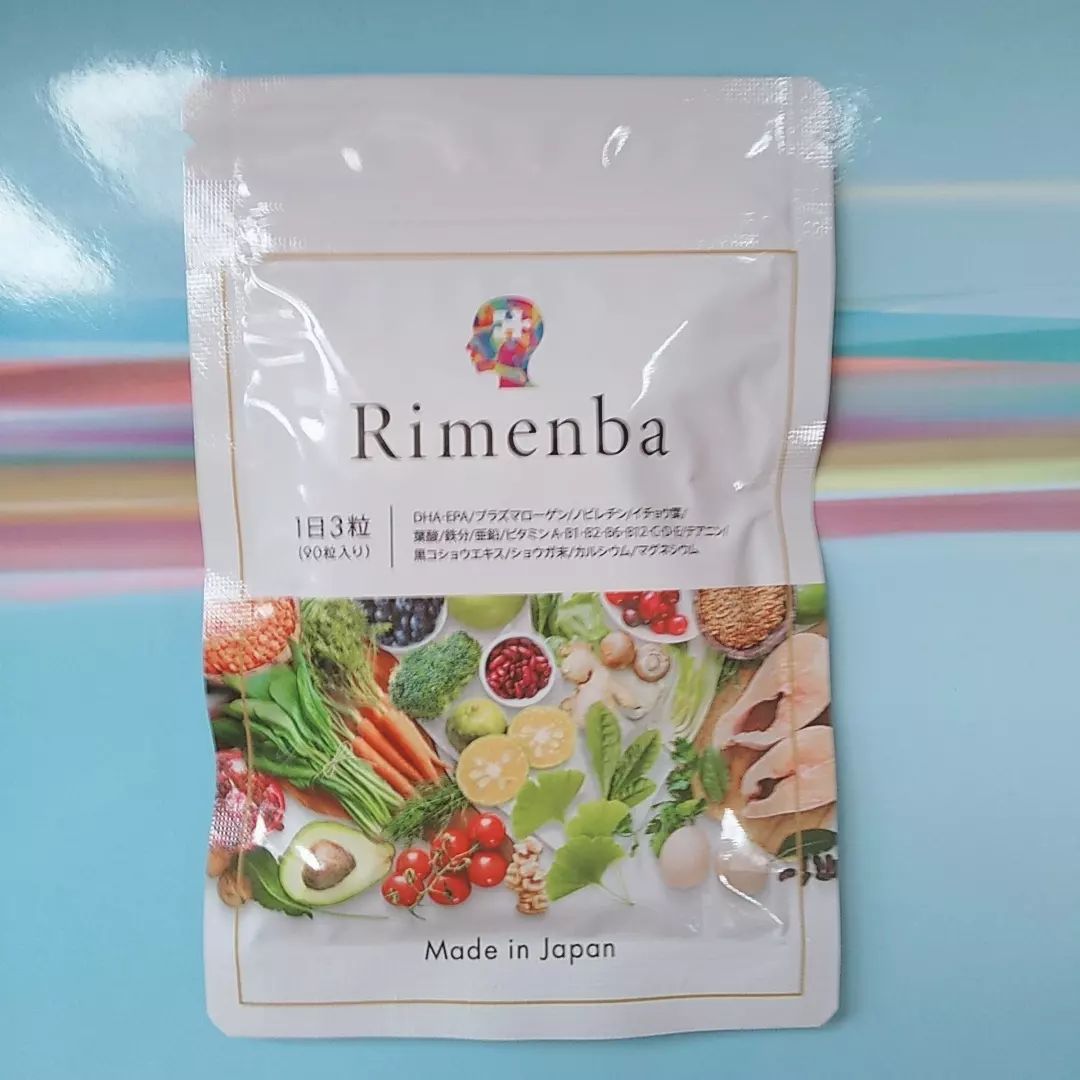 Rimenba
1日3粒
(90粒入り)
DHA·EPA/プラズマローゲン/ノビレチン/イチョウ葉/
葉酸/鉄分/亜鉛/ビタミンA·B1·B2·B6·B12·C·D·E/テアニン/
黒コショウエキス/ショウガ末/カルシウム/マグネシウム
Made in Japan